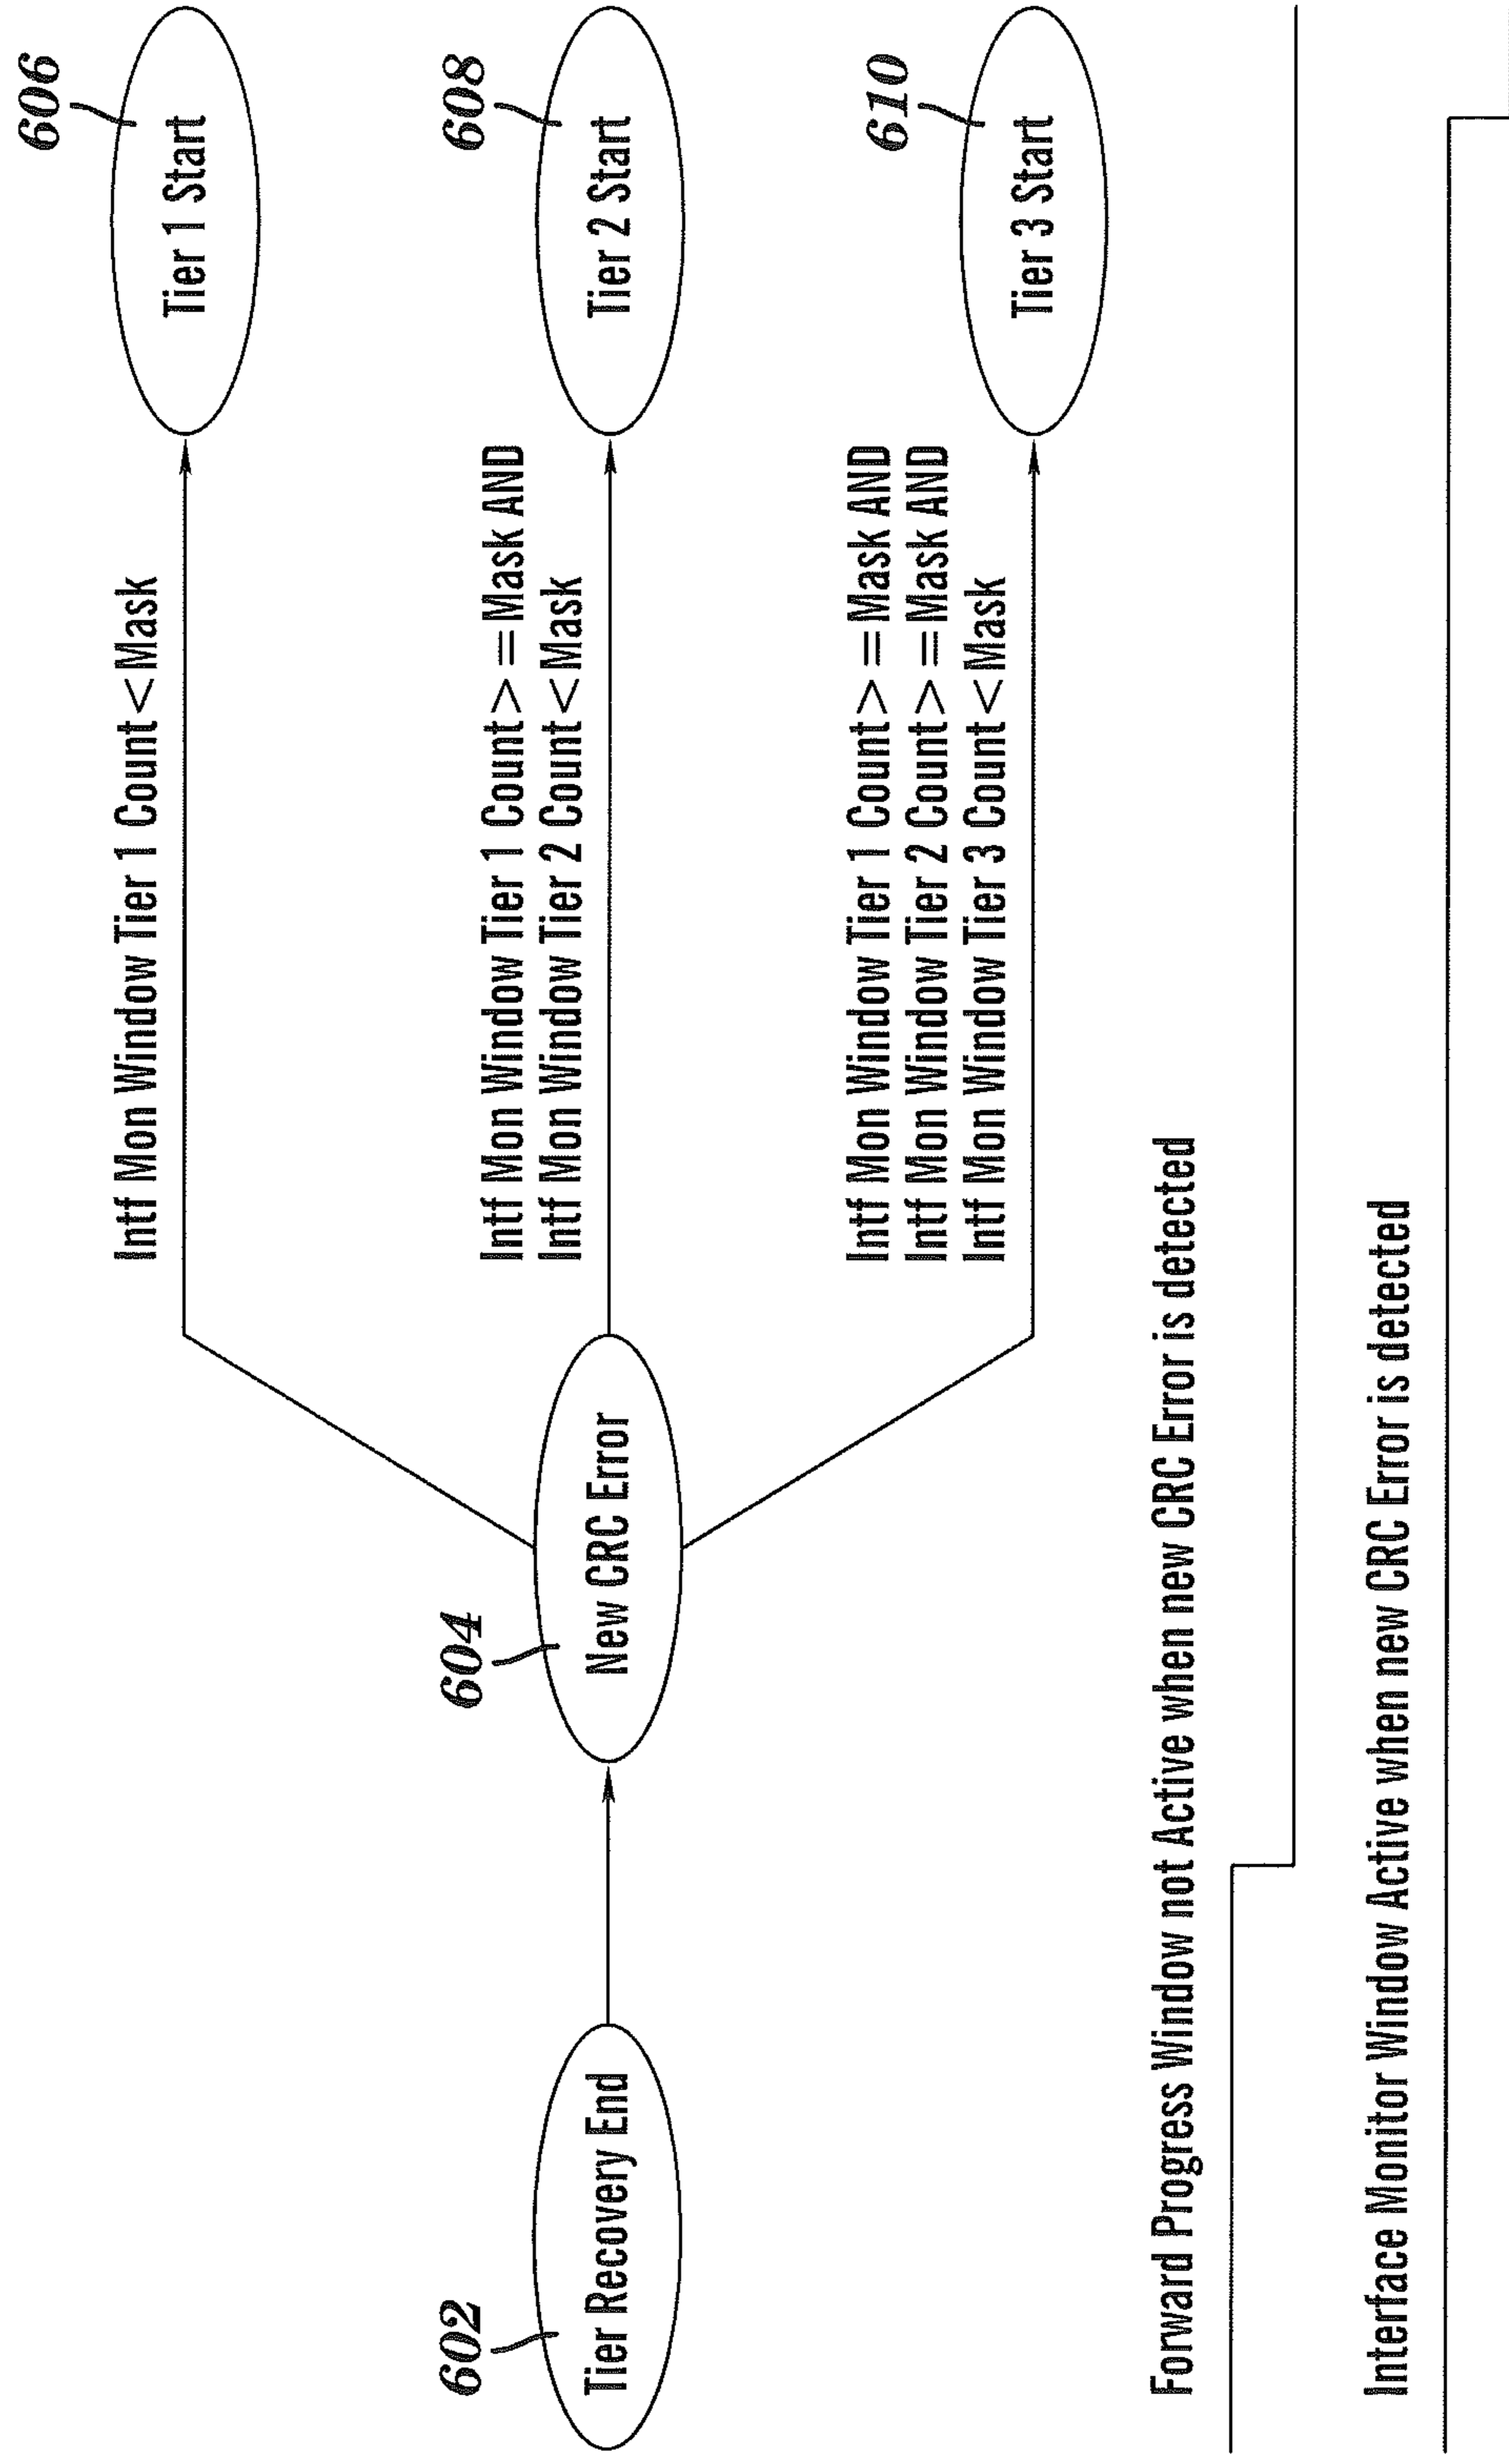 606
Tier 1 Start
Intf Mon Window Tier 1 Count<Mask
602
Tier Recovery End
604
New CRC Error
Intf Mon Window Tier 1 Count>=Mask AND
Intf Mon Window Tier 2 Count<Mask
608
Tier 2 Start
Intf Mon Window Tier 1 Count>=Mask AND
Intf Mon Window Tier 2 Count>=Mask AND
Intf Mon Window Tier 3 Count<Mask
610
Tier 3 Start
Forward Progress Window not Active when new CRC Error is detected
Interface Monitor Window Active when new CRC Error is detected